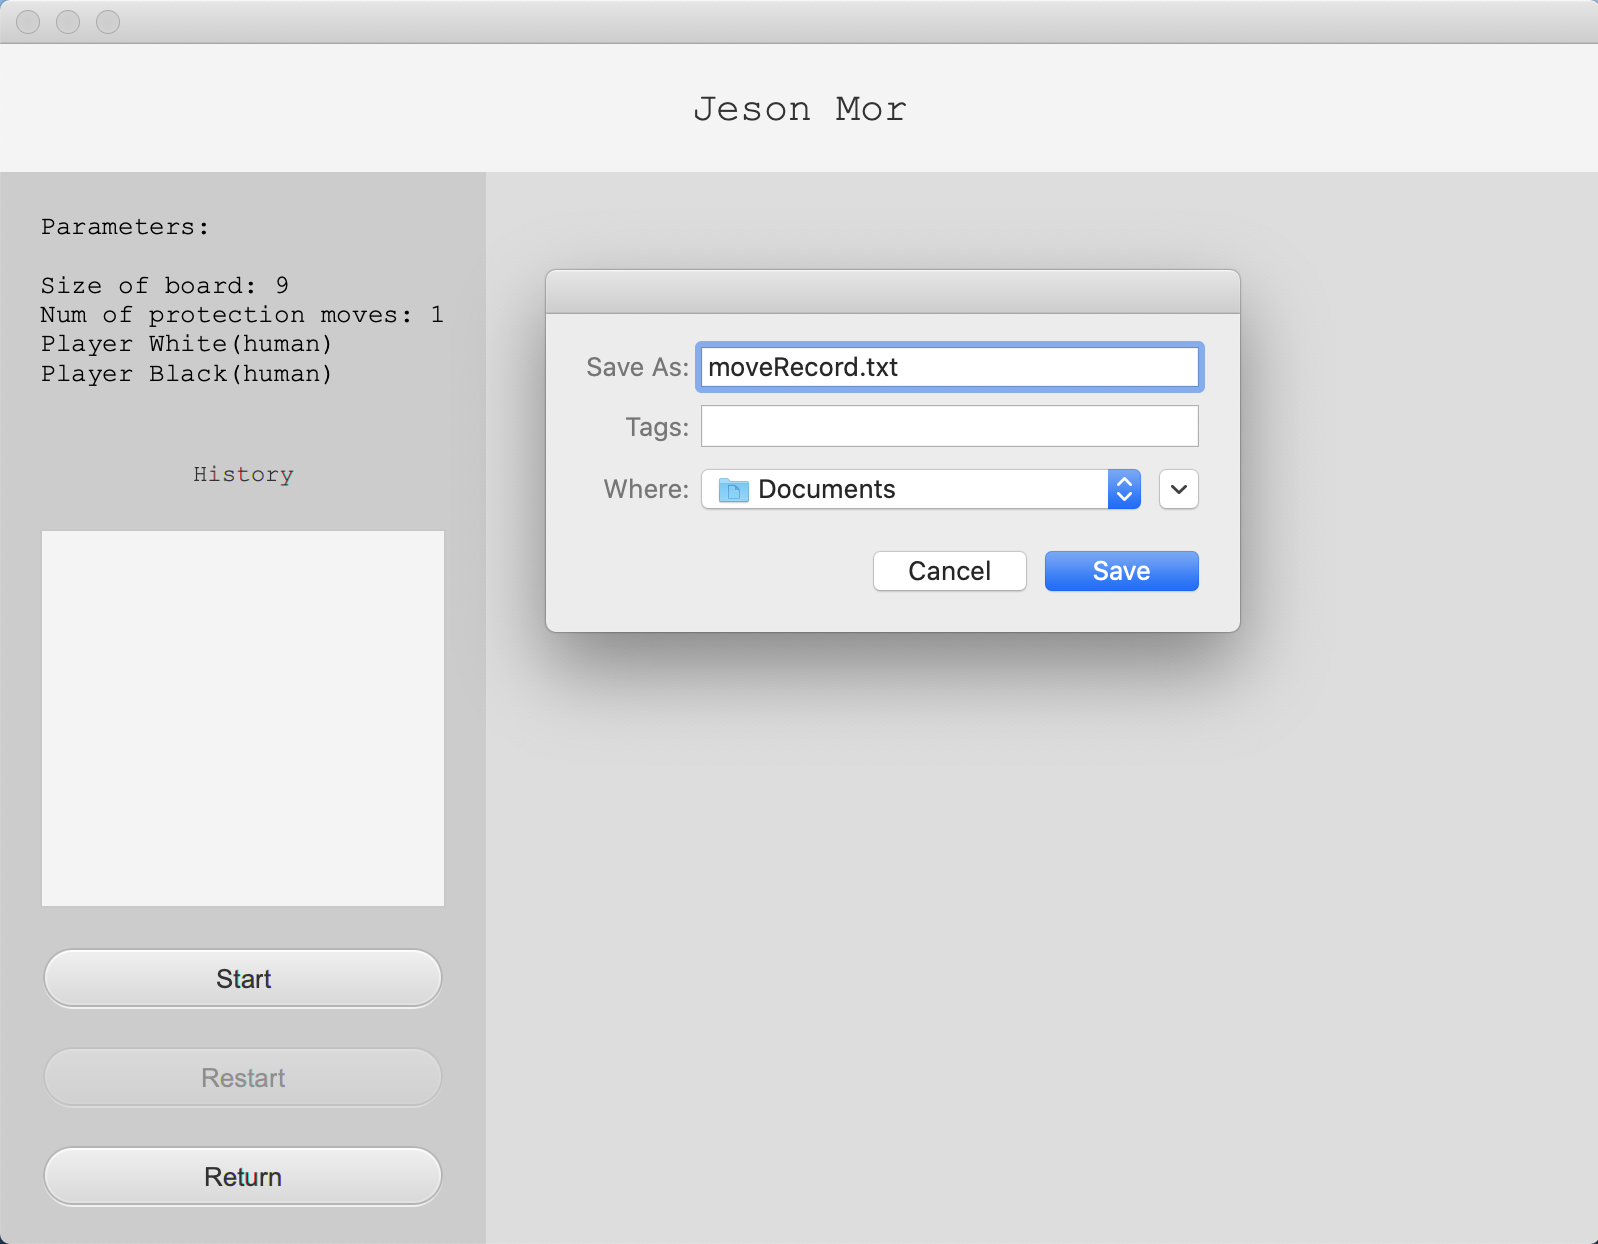 Jeson Mor
Parameters:
Size of board: 9
Num of protection moves: 1
Player White(human)
Player Black(human)
History
Start
Restart
Return
Save As: moveRecord.txt
Tags:
Where: Documents
Cancel Save